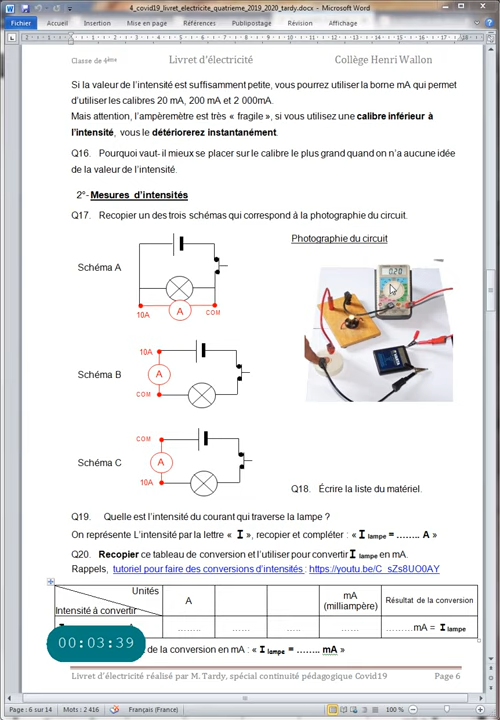 4_covid19_livret_electricite_quatrieme_2019_2020_tardy.docx - Microsoft Word
Fichier Accueil Insertion Mise en page Références Publipostage Révision Affichage
Classe de 4ème Livret d'électricité Collège Henri Wallon
Si la valeur de l'intensité est suffisamment petite, vous pourrez utiliser la borne mA qui permet
d'utiliser les calibres 20 mA, 200 mA et 2 000mA.
Mais attention, l'ampèremètre est très « fragile », si vous utilisez une calibre inférieur à
l'intensité, vous le détériorerez instantanément.
Q16. Pourquoi vaut- il mieux se placer sur le calibre le plus grand quand on n'a aucune idée
de la valeur de l'intensité.
2°- Mesures d'intensités
Q17. Recopier un des trois schémas qui correspond à la photographie du circuit.
Photographie du circuit
Schéma A
10A A COM
0.20
10A
Schéma B
A
COM
COM
Schéma C
A
10A
Q18. Écrire la liste du matériel.
Q19. Quelle est l'intensité du courant qui traverse la lampe ?
On représente L'intensité par la lettre « I », recopier et compléter : « I lampe = …….. A »
Q20. Recopier ce tableau de conversion et l'utiliser pour convertir I lampe en mA.
Rappels, tutoriel pour faire des conversions d'intensités : https://youtu.be/C_sZs8UO0AY
Unités
Intensité à convertir
A
mA
(milliampère)
Résultat de la conversion
…….. …….. ….. …….. ………mA = I lampe
00:03:39
de la conversion en mA : « I lampe = …….. mA »
Livret d'électricité réalisé par M. Tardy, spécial continuité pédagogique Covid19 Page 6
Page : 6 sur 14 Mots : 2 416 Français (France) 100 %